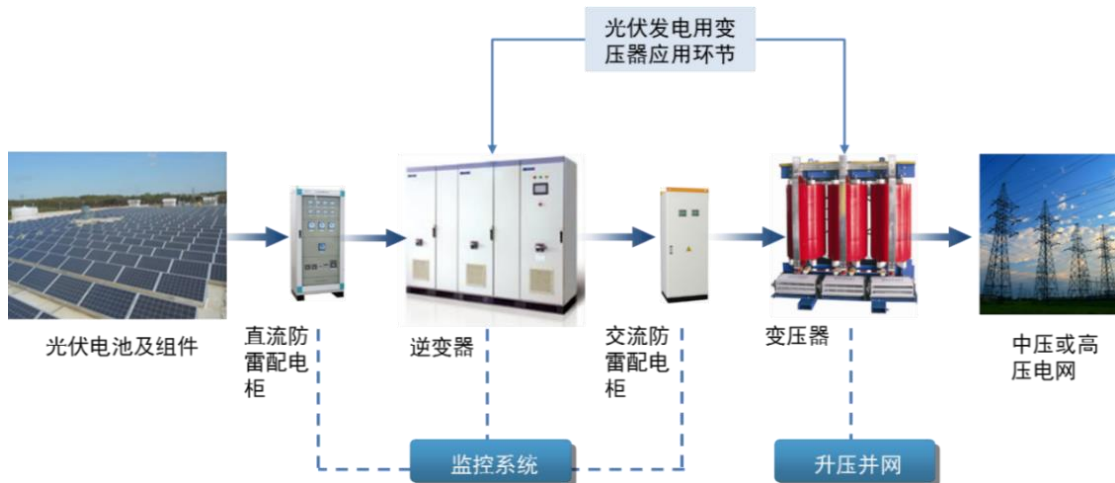 光伏发电用变
压器应用环节
光伏电池及组件
直流防
雷配电
柜
逆变器
交流防
雷配电
柜
变压器
中压或高
压电网
监控系统
升压并网